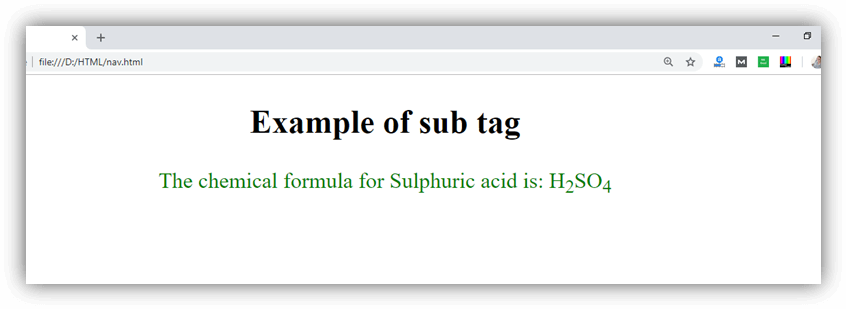 file:///D:/HTML/nav.html
Example of sub tag
The chemical formula for Sulphuric acid is: H₂SO₄